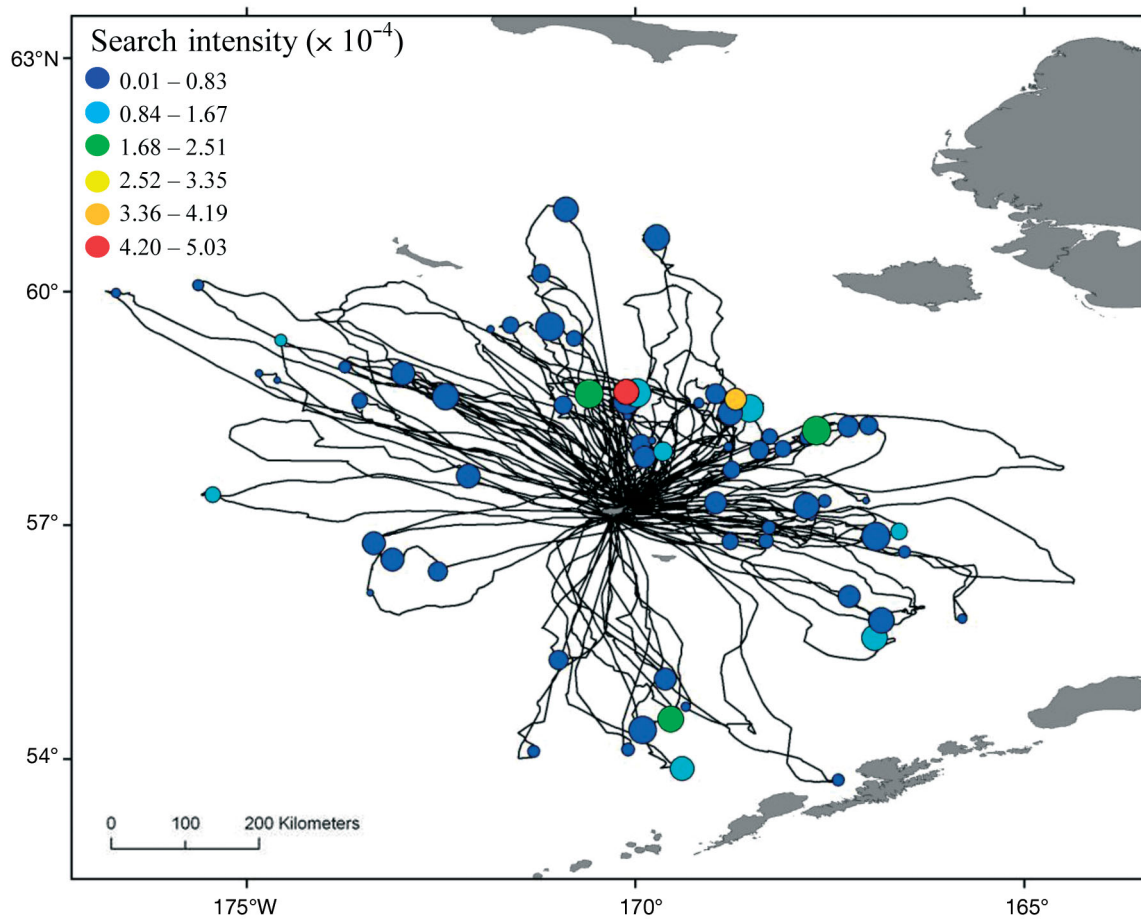 Search intensity (× 10⁻⁴)
0.01 – 0.83
0.84 – 1.67
1.68 – 2.51
2.52 – 3.35
3.36 – 4.19
4.20 – 5.03
63°N
60°
57°
54°
0 100 200 Kilometers
175°W 170° 165°